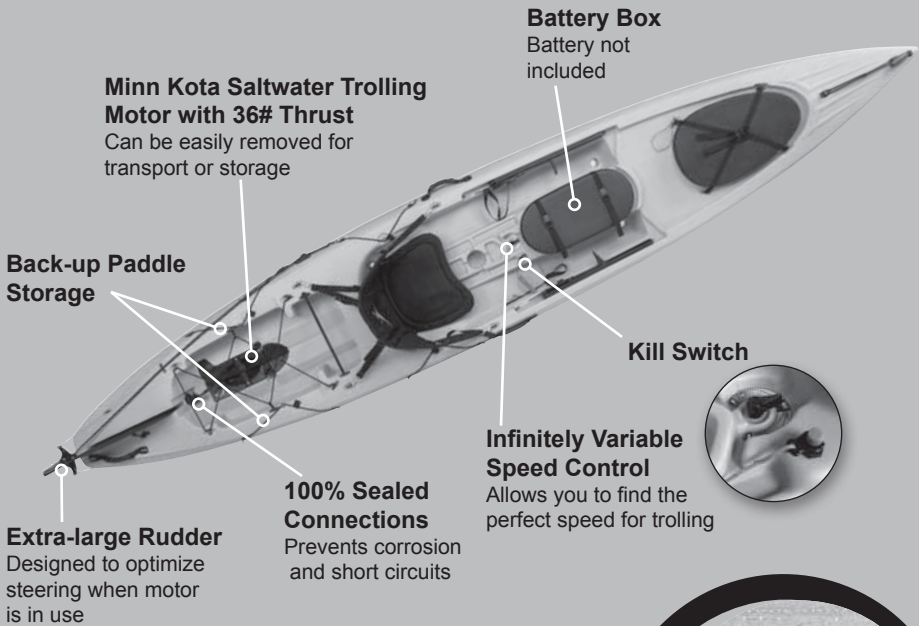 Battery Box
Battery not
included
Minn Kota Saltwater Trolling
Motor with 36# Thrust
Can be easily removed for
transport or storage
Back-up Paddle
Storage
Kill Switch
Infinitely Variable
Speed Control
Allows you to find the
perfect speed for trolling
100% Sealed
Connections
Prevents corrosion
and short circuits
Extra-large Rudder
Designed to optimize
steering when motor
is in use